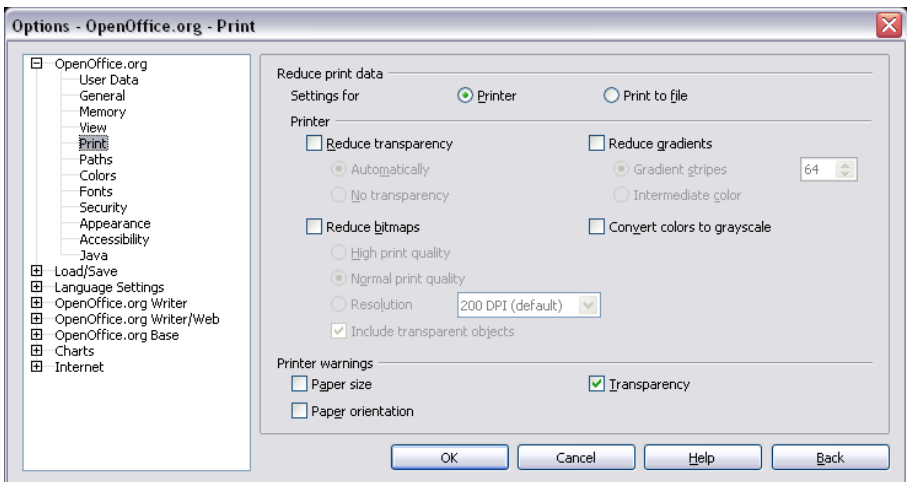 Options - OpenOffice.org - Print
OpenOffice.org
User Data
General
Memory
View
Print
Paths
Colors
Fonts
Security
Appearance
Accessibility
Java
Load/Save
Language Settings
OpenOffice.org Writer
OpenOffice.org Writer/Web
OpenOffice.org Base
Charts
Internet
Reduce print data
Settings for Printer Print to file
Printer
Reduce transparency Reduce gradients
Automatically Gradient stripes 64
No transparency Intermediate color
Reduce bitmaps Convert colors to grayscale
High print quality
Normal print quality
Resolution 200 DPI (default)
Include transparent objects
Printer warnings
Paper size Transparency
Paper orientation
OK Cancel Help Back